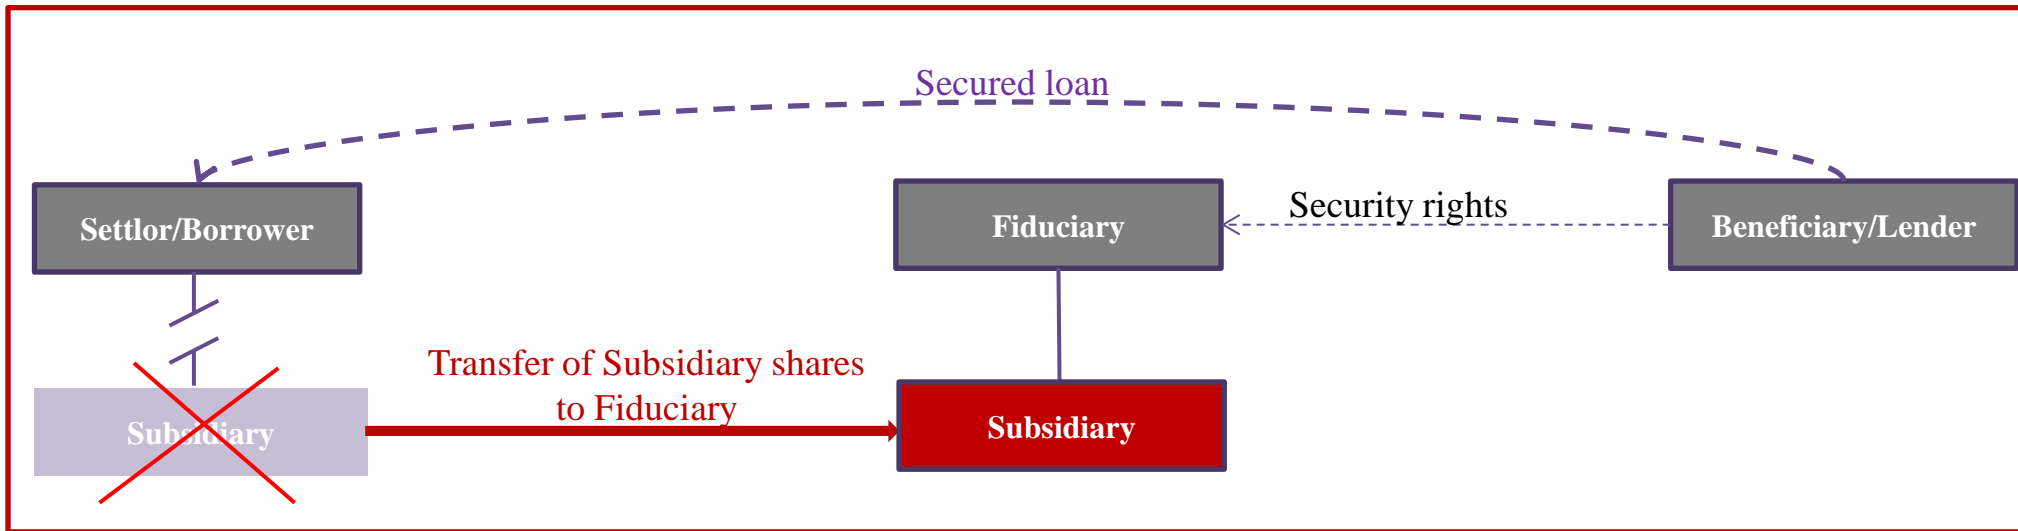 Secured loan
Settlor/Borrower
Fiduciary
Security rights
Beneficiary/Lender
Transfer of Subsidiary shares
to Fiduciary
Subsidiary
Subsidiary